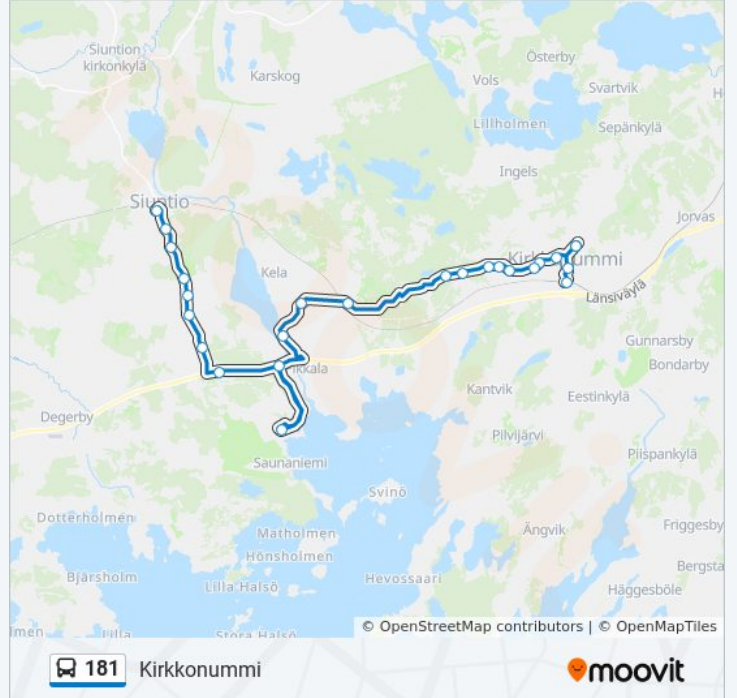 Siuntion
kirkonkylä
Österby
Karskog
Vols
Svartvik
H
Lillholmen
Sepänkylä
Ingels
Siuntio
Jorvas
Kela
Länsiväylä
Gunnarsby
Bondarby
Kantvik
Eestinkylä
Degerby
Pilvijärvi
Piispankylä
Saunaniemi
Svinö
Dotterholmen
Friggesby
Ängvik
Matholmen
Hönsholmen
Bergsta
Bjärsholm
Hevossaari
Lilla Halsö
Häggesböle
lmen
Lilla
Stora Halsö
© OpenStreetMap contributors | © OpenMapTiles
181 Kirkkonummi
moovit